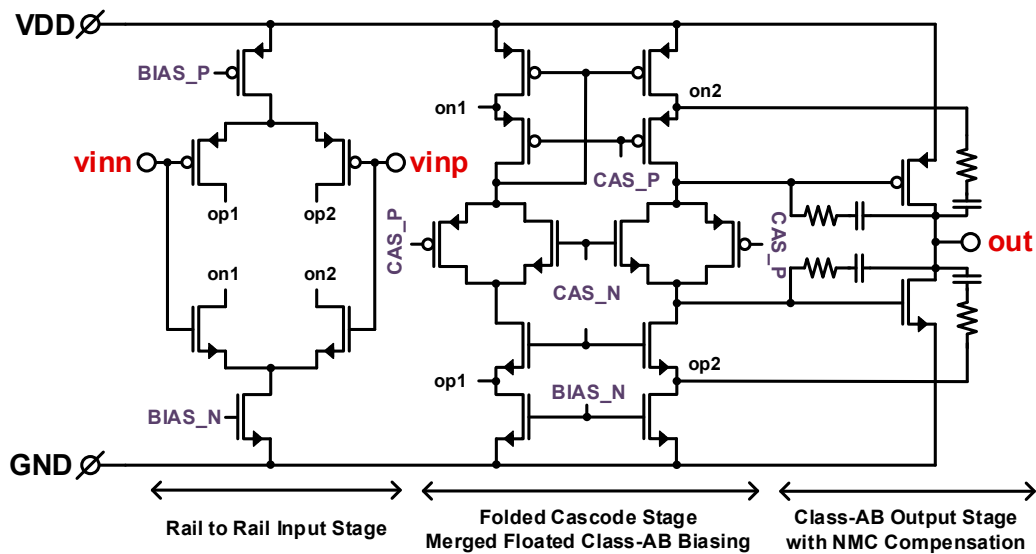 VDD
BIAS_P
on1
on2
vinn
vinp
CAS_P
op1
op2
CAS_P
CAS_P
out
on1
on2
CAS_N
op1
op2
BIAS_N
BIAS_N
GND
Rail to Rail Input Stage
Folded Cascode Stage
Merged Floated Class-AB Biasing
Class-AB Output Stage
with NMC Compensation